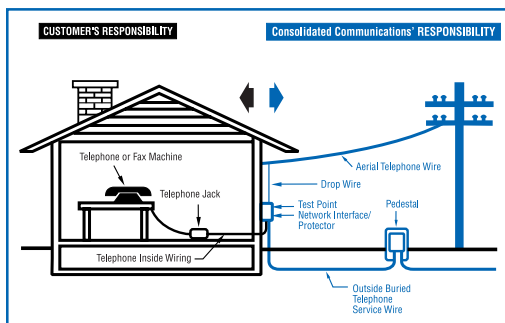 CUSTOMER'S RESPONSIBILITY
Consolidated Communications' RESPONSIBILITY
Telephone or Fax Machine
Telephone Jack
Telephone Inside Wiring
Aerial Telephone Wire
Drop Wire
Test Point
Network Interface/
Protector
Pedestal
Outside Buried
Telephone
Service Wire